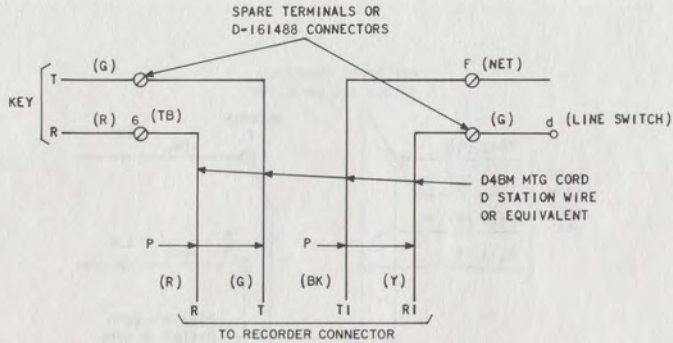 SPARE TERMINALS OR
D-161488 CONNECTORS
(G)
F (NET)
KEY
T
R
(R)
6
(TB)
(G)
d
(LINE SWITCH)
D4BM MTG CORD
D STATION WIRE
OR EQUIVALENT
P
P
(R)
(G)
(BK)
(Y)
R
T
T1
R1
TO RECORDER CONNECTOR